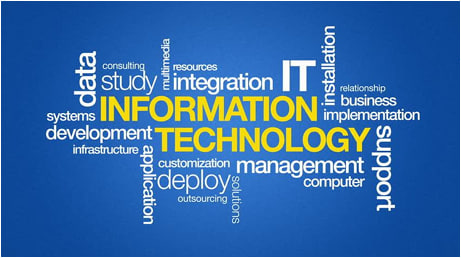 data
consulting
study
multimedia
resources
integration
IT
installation
relationship
business
implementation
systems
INFORMATION
development
TECHNOLOGY
infrastructure
application
customization
deploy
outsourcing
solutions
management
computer
support